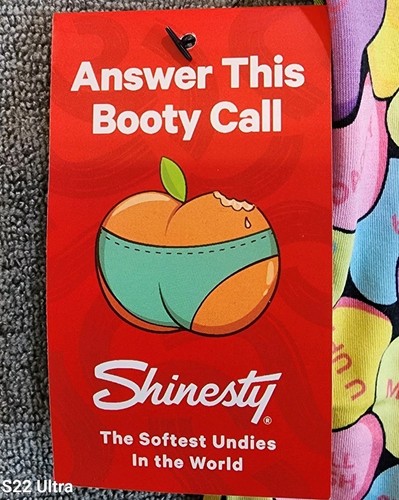 Answer This
Booty Call
Shinesty®
The Softest Undies
In the World
S22 Ultra